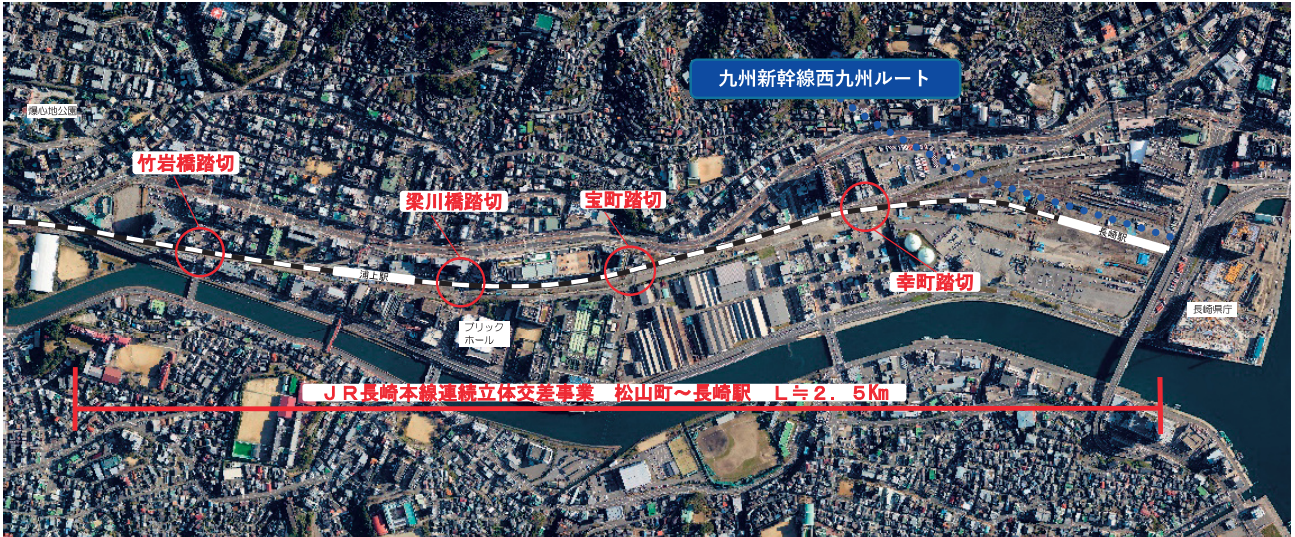 九州新幹線西九州ルート
爆心地公園
竹岩橋踏切
梁川橋踏切
宝町踏切
長崎駅
浦上駅
幸町踏切
長崎県庁
ブリック
ホール
JR長崎本線連続立体交差事業 松山町～長崎駅 L≒2.5Km